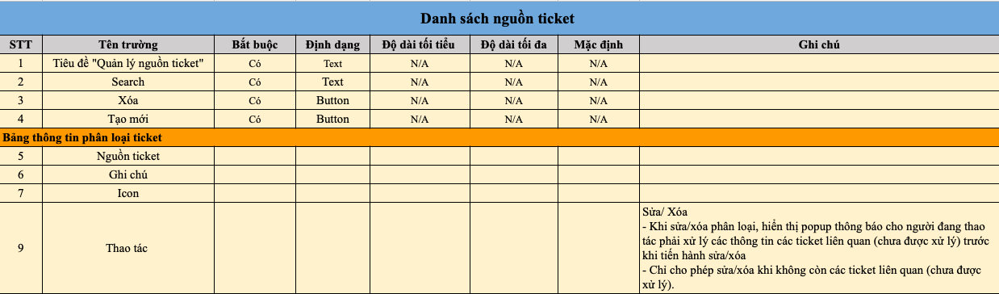 Danh sách nguồn ticket
STT Tên trường Bắt buộc Định dạng Độ dài tối tiểu Độ dài tối đa Mặc định Ghi chú
1 Tiêu đề "Quản lý nguồn ticket" Có Text N/A N/A N/A
2 Search Có Text N/A N/A N/A
3 Xóa Có Button N/A N/A N/A
4 Tạo mới Có Button N/A N/A N/A
Bảng thông tin phân loại ticket
5 Nguồn ticket
6 Ghi chú
7 Icon
9 Thao tác
Sửa/ Xóa
- Khi sửa/xóa phân loại, hiển thị popup thông báo cho người đang thao
tác phải xử lý các thông tin các ticket liên quan (chưa được xử lý) trước
khi tiến hành sửa/xóa
- Chỉ cho phép sửa/xóa khi không còn các ticket liên quan (chưa được
xử lý).